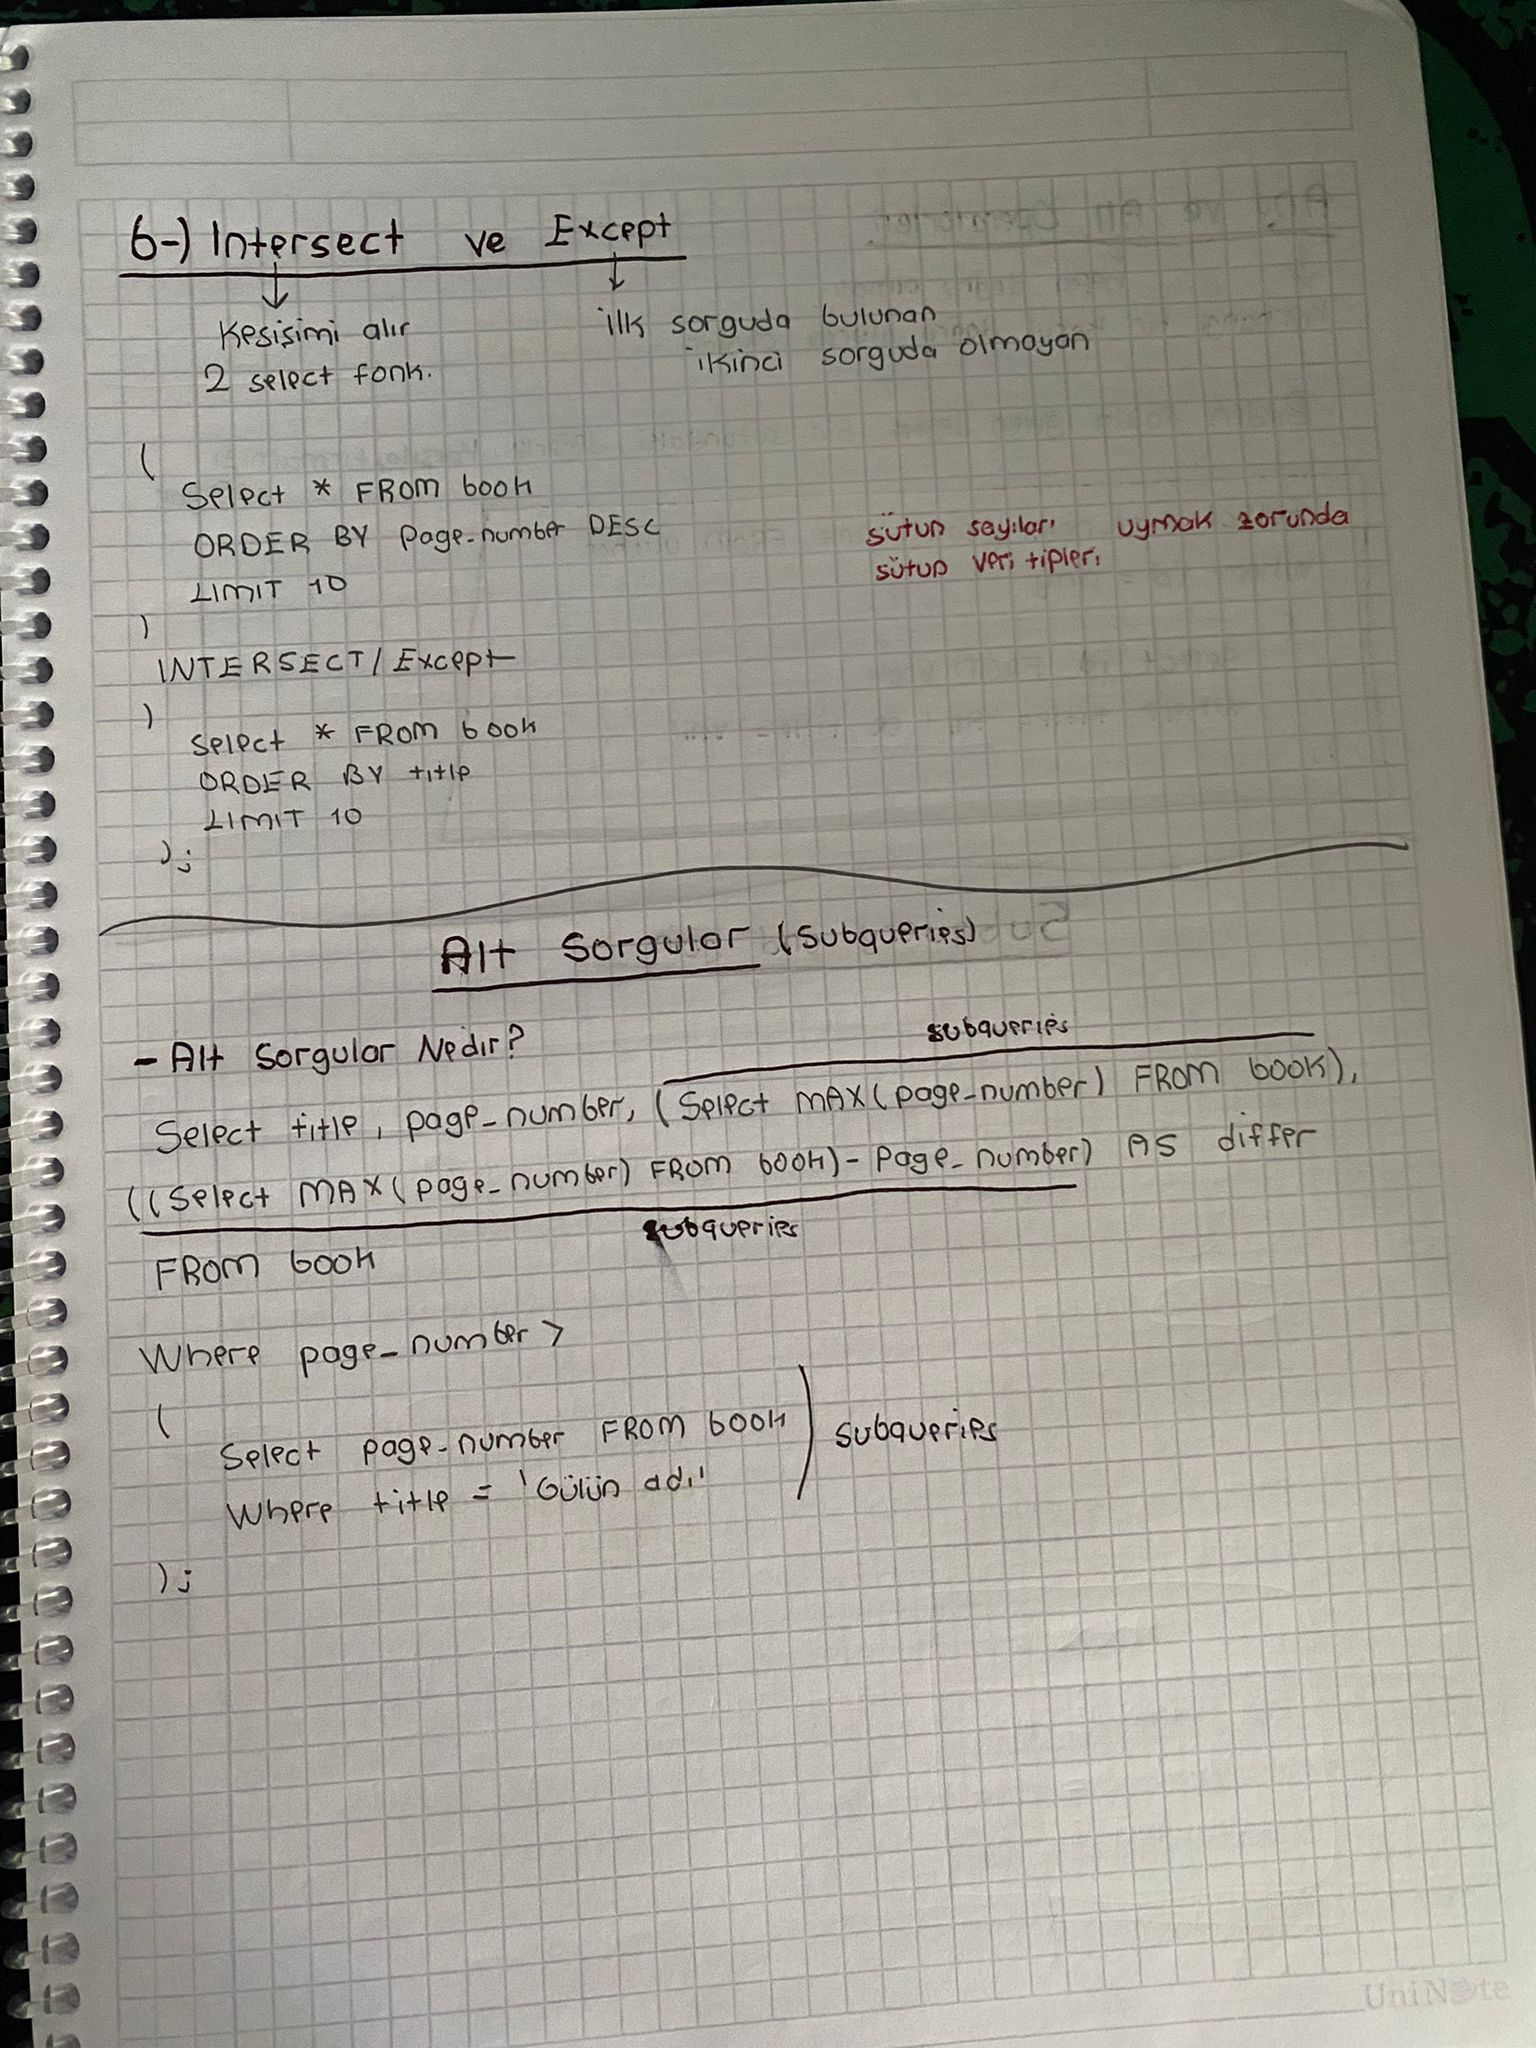 6-) Intersect ve Except
Kesişimi alır
2 select fonk.
ilk sorguda bulunan
ikinci sorguda olmayan
(
Select * FROM book
ORDER BY page_number DESC
LIMIT 10
)
sütun sayıları uymak zorunda
sütun veri tipleri
INTERSECT / Except
)
Select * FROM book
ORDER BY title
LIMIT 10
);
Alt Sorgular (Subqueries)
- Alt Sorgular Nedir?
subqueries
Select title, page_number, (Select MAX(page_number) FROM book),
((Select MAX(page_number) FROM book)-page_number) AS differ
subqueries
FROM book
Where page_number >
(
Select page_number FROM book
Where title = 'Gülün adı'
subqueries
);
UniNote